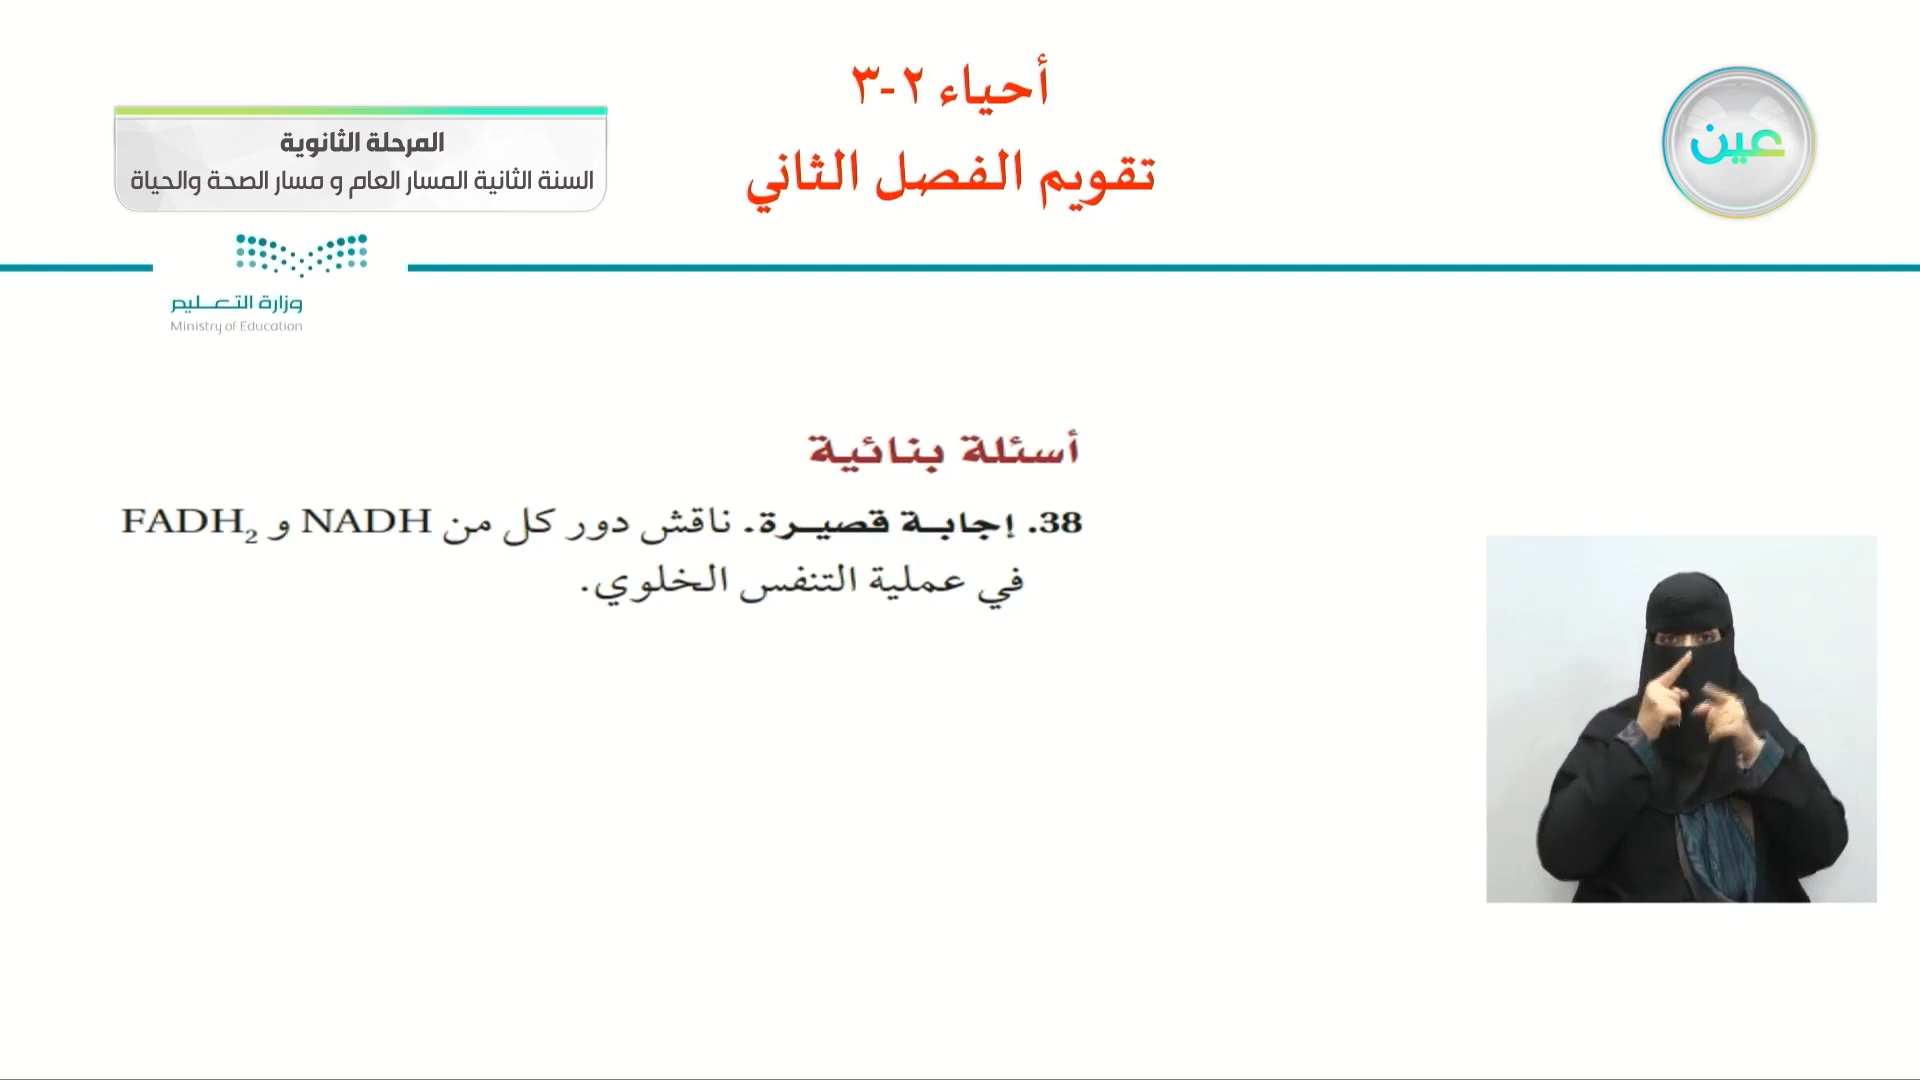 أحياء ٢-٣
تقويم الفصل الثاني
عين
المرحلة الثانوية
السنة الثانية المسار العام و مسار الصحة والحياة
وزارة التعليم
Ministry of Education
أسئلة بنائية
38. إجابة قصيرة. ناقش دور كل من NADH و FADH₂
في عملية التنفس الخلوي.